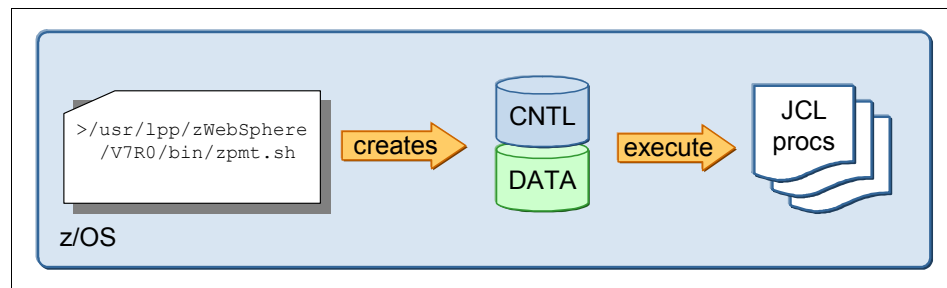 >/usr/lpp/zWebSphere
/V7R0/bin/zpmt.sh
creates
CNTL
DATA
execute
JCL
procs
z/OS